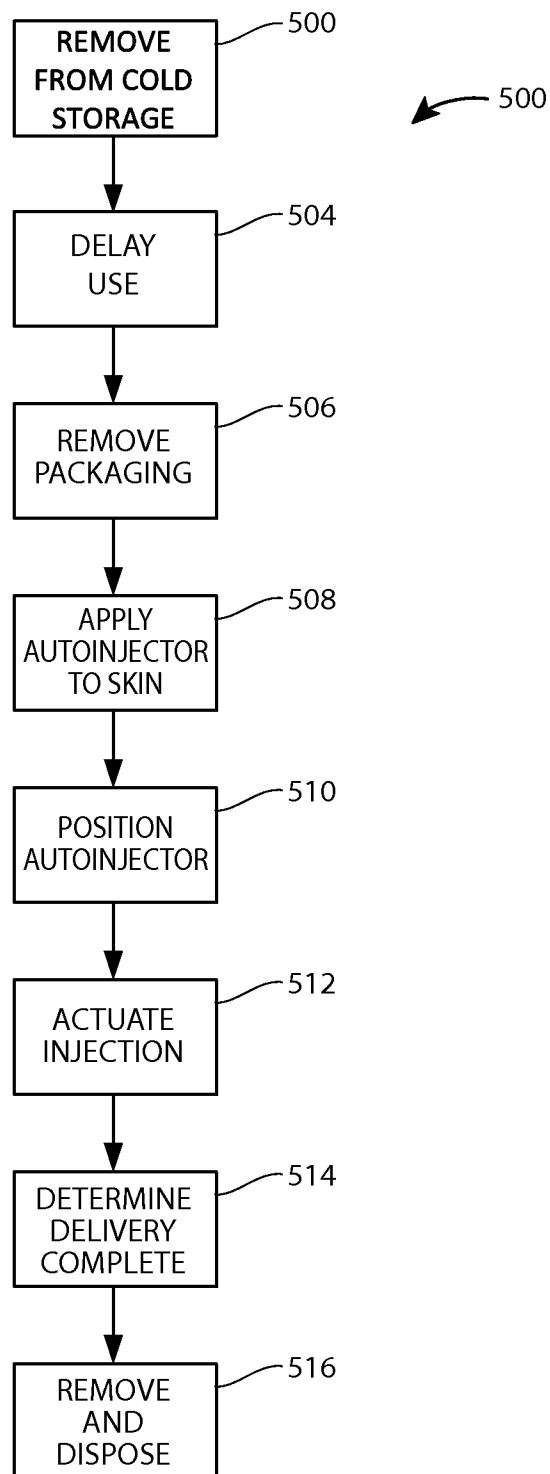 REMOVE
FROM COLD
STORAGE
500
500
DELAY
USE
504
REMOVE
PACKAGING
506
APPLY
AUTOINJECTOR
TO SKIN
508
POSITION
AUTOINJECTOR
510
ACTUATE
INJECTION
512
DETERMINE
DELIVERY
COMPLETE
514
REMOVE
AND
DISPOSE
516